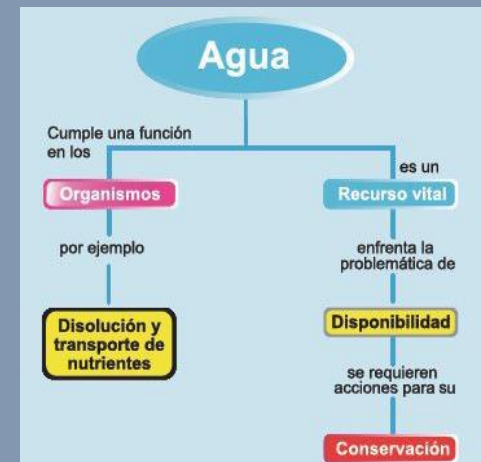 Agua
Cumple una función
en los
Organismos
por ejemplo
Disolución y
transporte de
nutrientes
es un
Recurso vital
enfrenta la
problemática de
Disponibilidad
se requieren
acciones para su
Conservación